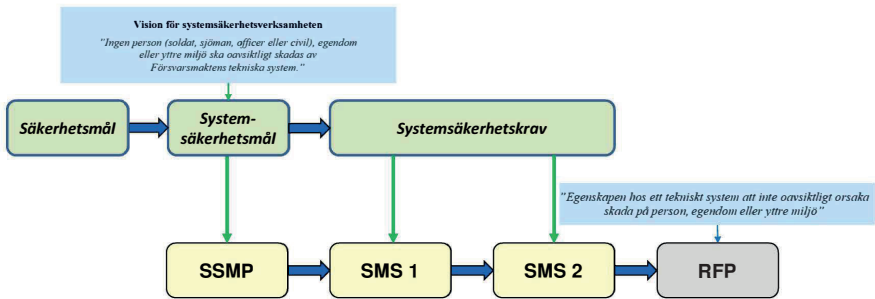 Vision för systemsäkerhetsverksamheten
"Ingen person (soldat, sjöman, officer eller civil), egendom
eller yttre miljö ska oavsiktligt skadas av
Försvarsmaktens tekniska system."
Säkerhetsmål
System-
säkerhetsmål
Systemsäkerhetskrav
"Egenskapen hos ett tekniskt system att inte oavsiktligt orsaka
skada på person, egendom eller yttre miljö"
SSMP
SMS 1
SMS 2
RFP